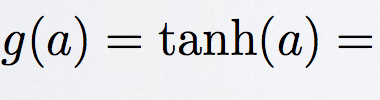 g(a) = tanh(a) =